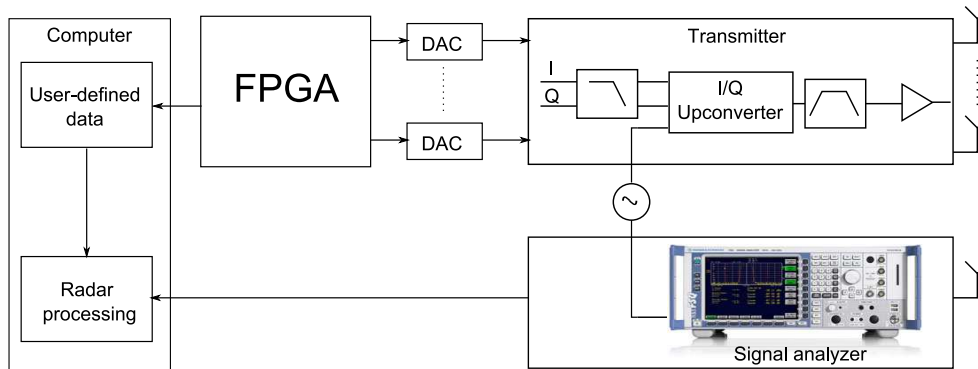 Computer
User-defined
data
Radar
processing
FPGA
DAC
DAC
Transmitter
I
Q
I/Q
Upconverter
Signal analyzer